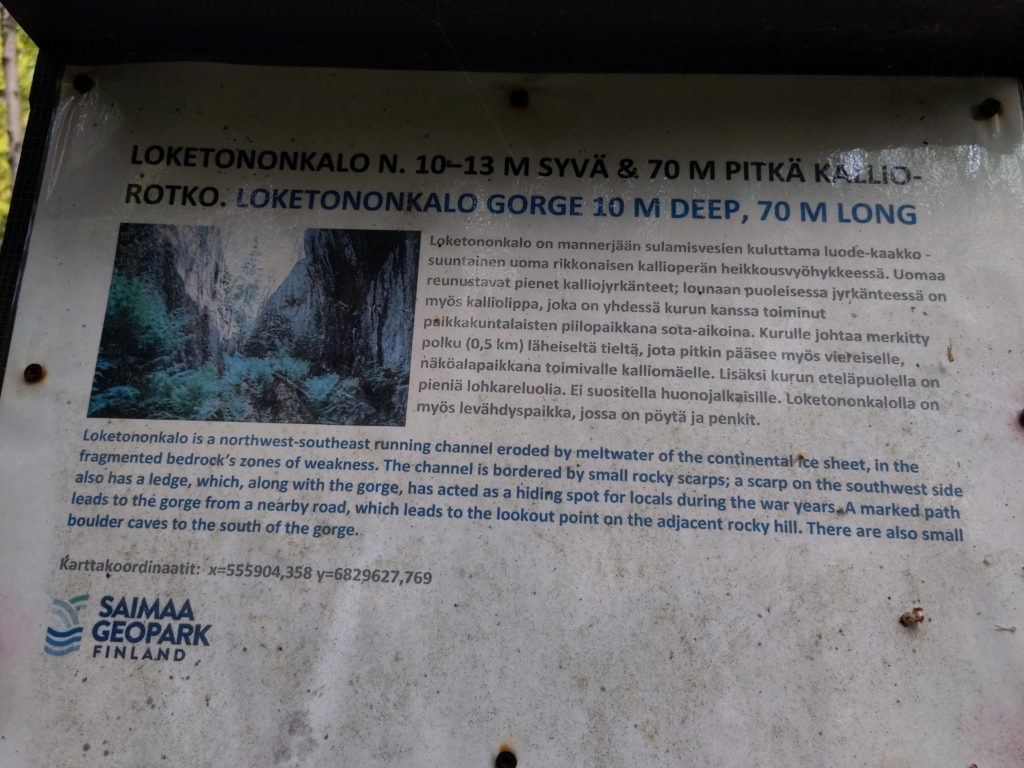 LOKETONONKALO N. 10–13 M SYVÄ & 70 M PITKÄ KALLIO-
ROTKO. LOKETONONKALO GORGE 10 M DEEP, 70 M LONG
Loketononkalo on mannerjään sulamisvesien kuluttama luode-kaakko -
suuntainen uoma rikkonaisen kallioperän heikkousvyöhykkeessä. Uomaa
reunustavat pienet kalliojyrkänteet; lounaan puoleisessa jyrkänteessä on
myös kalliolippa, joka on yhdessä kurun kanssa toiminut
paikkakuntalaisten piilopaikkana sota-aikoina. Kurulle johtaa merkitty
polku (0,5 km) läheiseltä tieltä, jota pitkin pääsee myös viereiselle,
näköalapaikkana toimivalle kalliomäelle. Lisäksi kurun eteläpuolella on
pieniä lohkareluolia. Ei suositella huonojalkaisille. Loketononkalolla on
myös levähdyspaikka, jossa on pöytä ja penkit.
Loketononkalo is a northwest-southeast running channel eroded by meltwater of the continental ice sheet, in the
fragmented bedrock's zones of weakness. The channel is bordered by small rocky scarps; a scarp on the southwest side
also has a ledge, which, along with the gorge, has acted as a hiding spot for locals during the war years. A marked path
leads to the gorge from a nearby road, which leads to the lookout point on the adjacent rocky hill. There are also small
boulder caves to the south of the gorge.
Karttakoordinaatit: x=555904,358 y=6829627,769
SAIMAA
GEOPARK
FINLAND